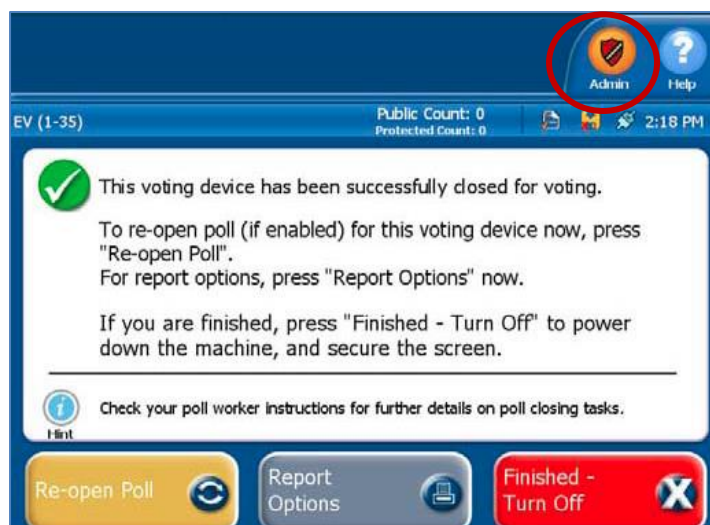 Admin
Help
EV (1-35)
Public Count: 0
Protected Count: 0
2:18 PM
This voting device has been successfully closed for voting.
To re-open poll (if enabled) for this voting device now, press
"Re-open Poll".
For report options, press "Report Options" now.
If you are finished, press "Finished - Turn Off" to power
down the machine, and secure the screen.
Hint
Check your poll worker instructions for further details on poll closing tasks.
Re-open Poll
Report
Options
Finished -
Turn Off